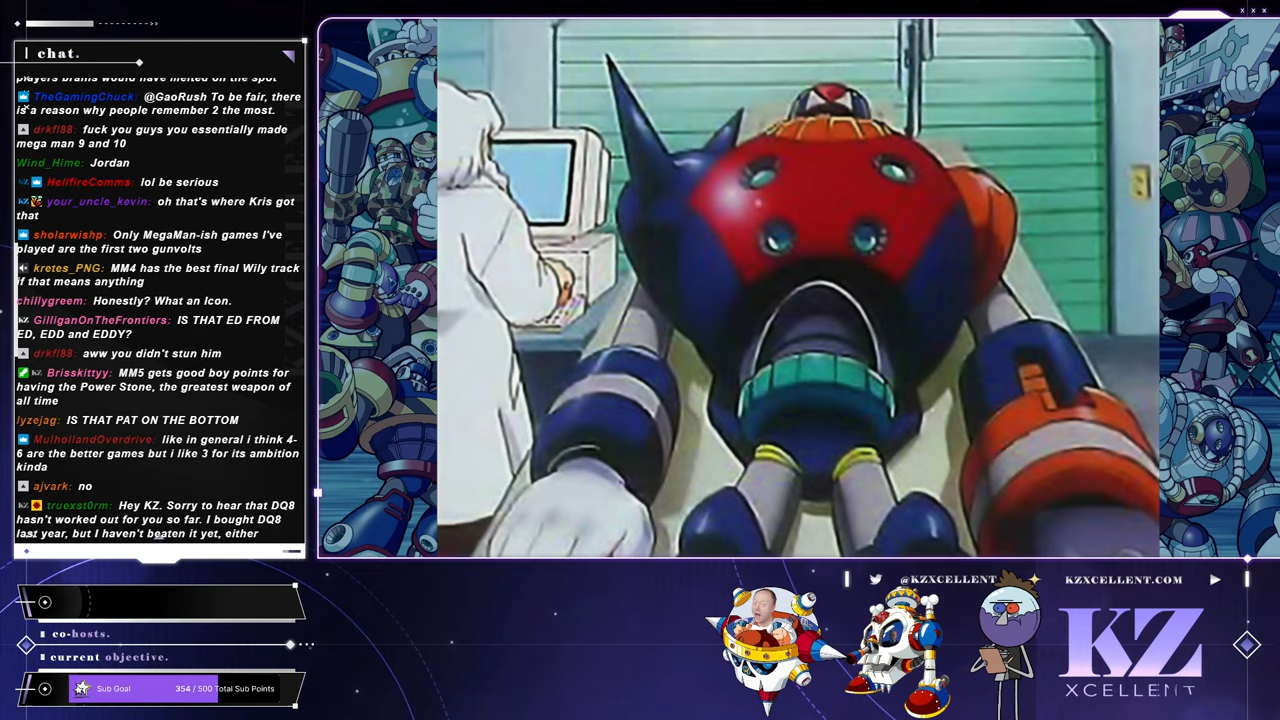 chat.
players brains would have melted on the spot
TheGamingChuck: @GaoRush To be fair, there
is a reason why people remember 2 the most.
drkfl88: fuck you guys you essentially made
mega man 9 and 10
Wind_Hime: Jordan
HellfireComms: lol be serious
your_uncle_kevin: oh that's where Kris got
that
sholarwishp: Only MegaMan-ish games I've
played are the first two gunvolts
kretes_PNG: MM4 has the best final Wily track
if that means anything
chillygreem: Honestly? What an Icon.
GilliganOnTheFrontiers: IS THAT ED FROM
ED, EDD and EDDY?
drkfl88: aww you didn't stun him
Brisskittyy: MM5 gets good boy points for
having the Power Stone, the greatest weapon of
all time
lyzejag: IS THAT PAT ON THE BOTTOM
MulhollandOverdrive: like in general i think 4-
6 are the better games but i like 3 for its ambition
kinda
ajvark: no
truexst0rm: Hey KZ. Sorry to hear that DQ8
hasn't worked out for you so far. I bought DQ8
last year, but I haven't beaten it yet, either
co-hosts.
current objective.
Sub Goal 354 / 500 Total Sub Points
@KZXCELLENT
KZXCELLENT.COM
KZ
XCELLENT